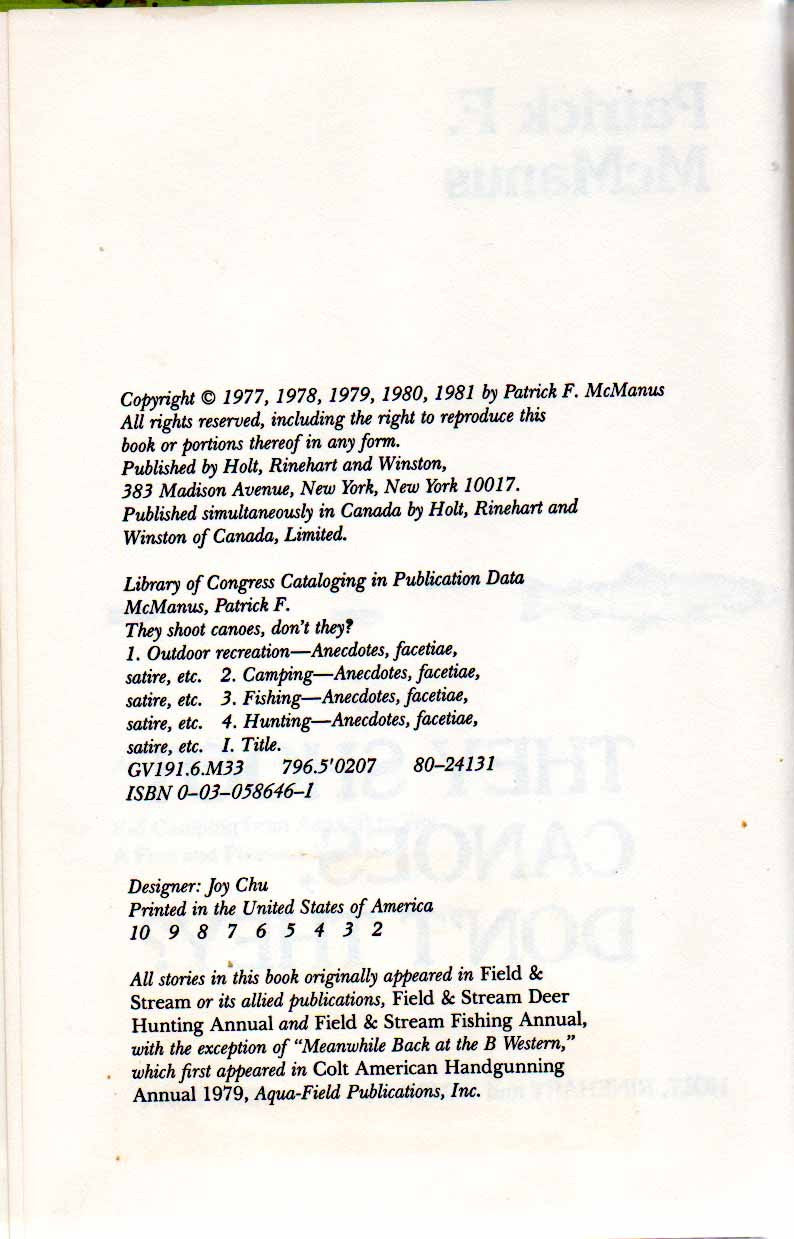 Copyright © 1977, 1978, 1979, 1980, 1981 by Patrick F. McManus
All rights reserved, including the right to reproduce this
book or portions thereof in any form.
Published by Holt, Rinehart and Winston,
383 Madison Avenue, New York, New York 10017.
Published simultaneously in Canada by Holt, Rinehart and
Winston of Canada, Limited.
Library of Congress Cataloging in Publication Data
McManus, Patrick F.
They shoot canoes, don't they?
1. Outdoor recreation—Anecdotes, facetiae,
satire, etc. 2. Camping—Anecdotes, facetiae,
satire, etc. 3. Fishing—Anecdotes, facetiae,
satire, etc. 4. Hunting—Anecdotes, facetiae,
satire, etc. I. Title.
GV191.6.M33 796.5'0207 80–24131
ISBN 0–03–058646–1
Designer: Joy Chu
Printed in the United States of America
10 9 8 7 6 5 4 3 2
All stories in this book originally appeared in Field &
Stream or its allied publications, Field & Stream Deer
Hunting Annual and Field & Stream Fishing Annual,
with the exception of "Meanwhile Back at the B Western,"
which first appeared in Colt American Handgunning
Annual 1979, Aqua-Field Publications, Inc.